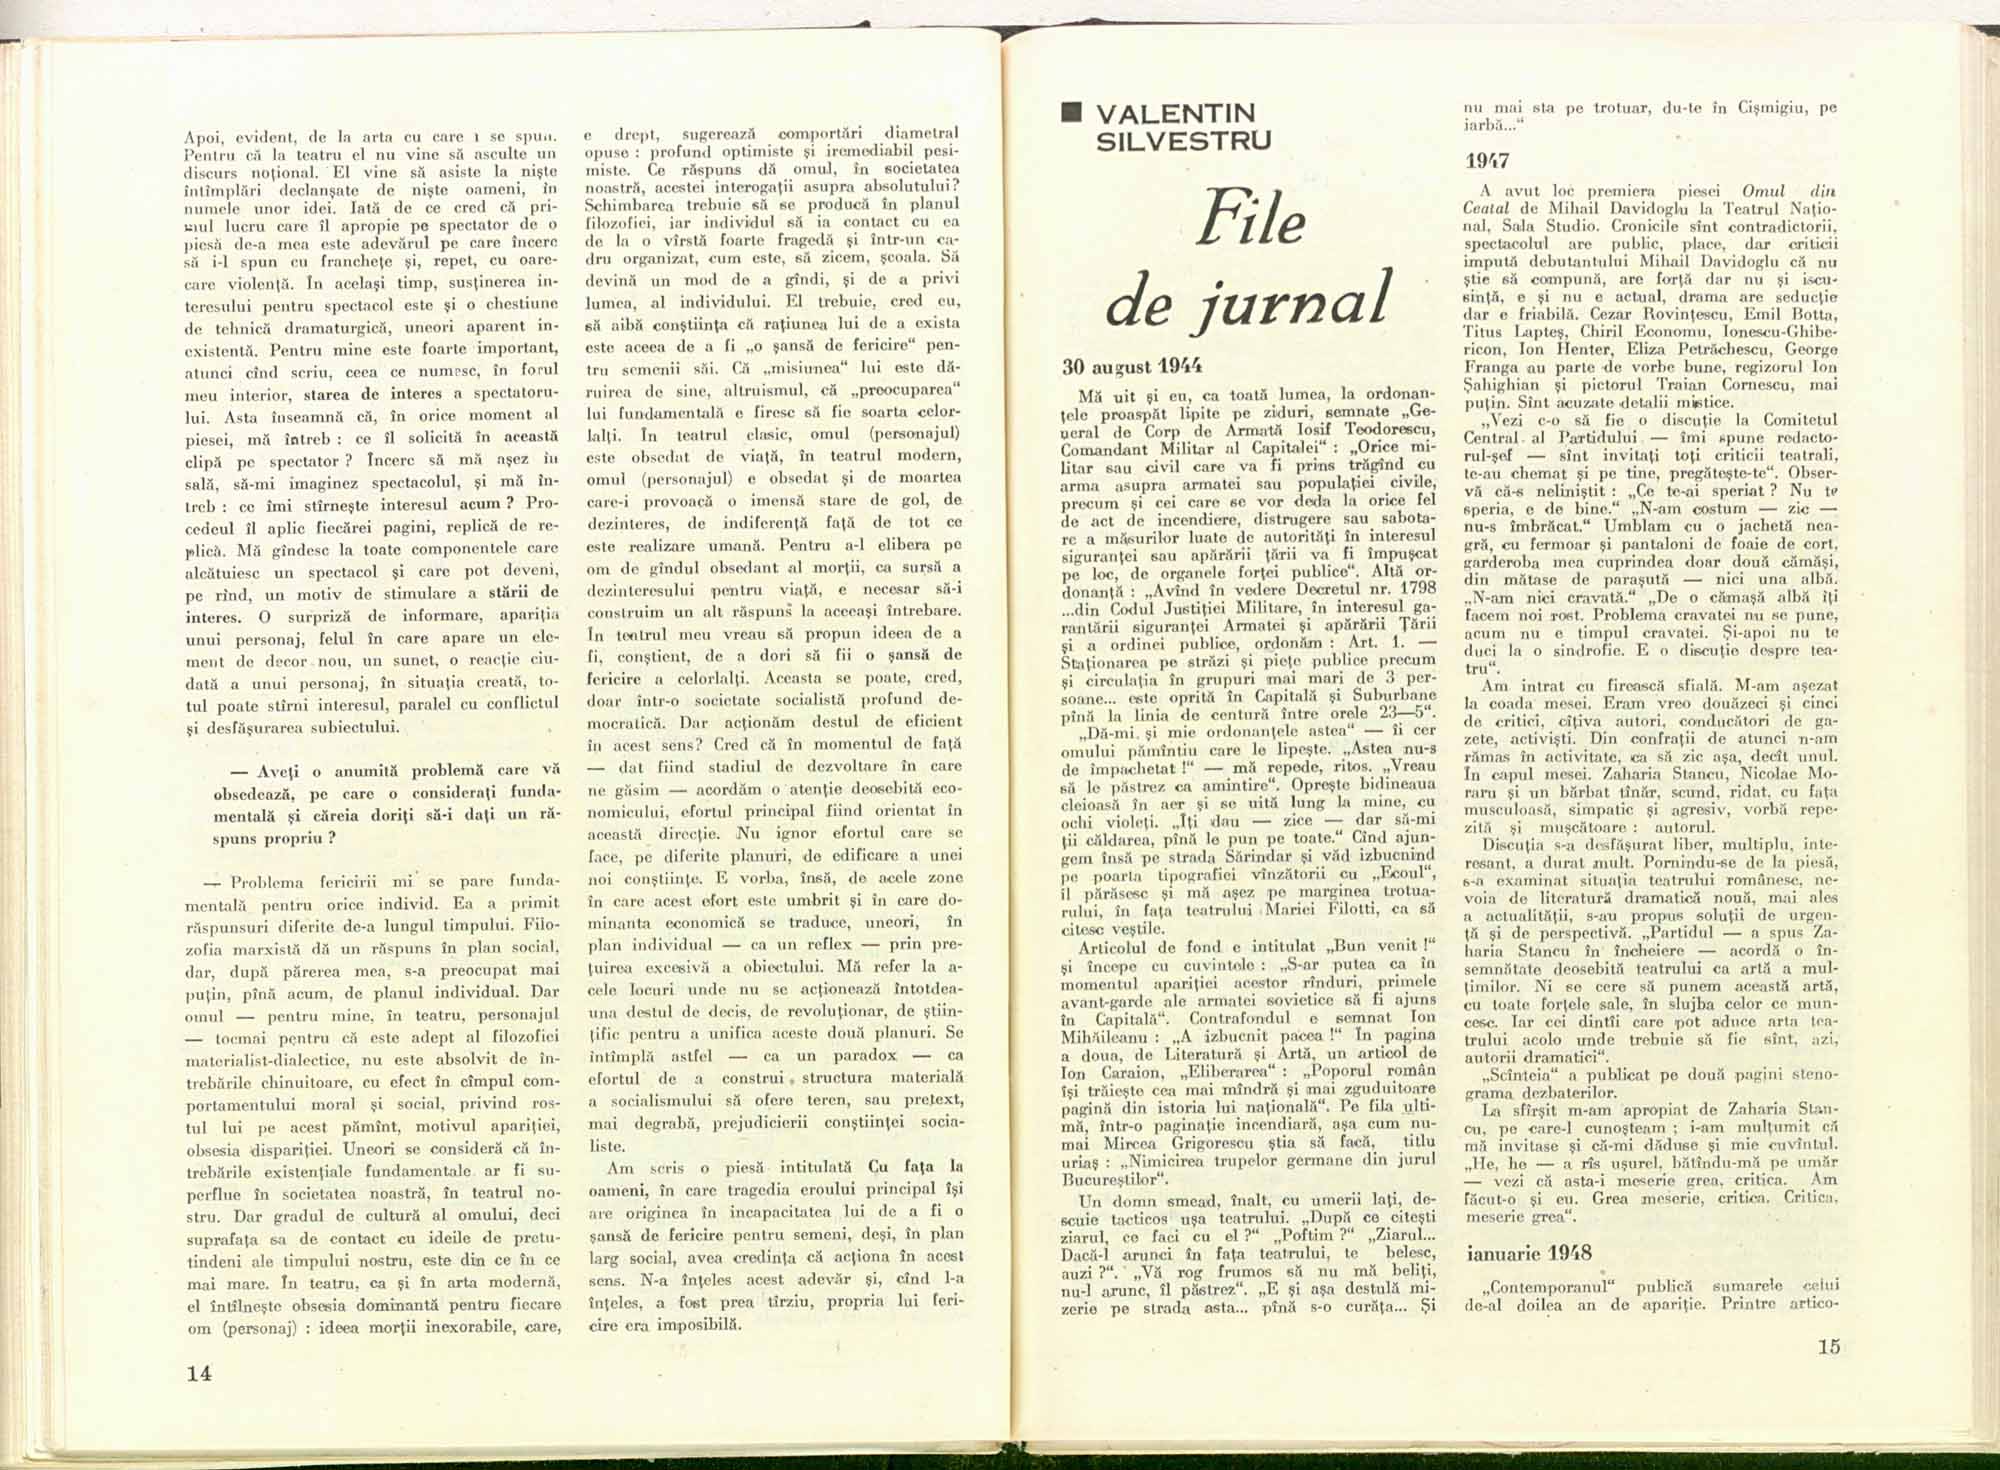 Apoi, evident, de la arta cu care i se spun.
Pentru că la teatru el nu vine să asculte un
discurs noțional. El vine să asiste la niște
întîmplări declanșate de niște oameni, în
numele unor idei. Iată de ce cred că pri-
mul lucru care îl apropie pe spectator de o
piesă de-a mea este adevărul pe care încerc
să i-l spun cu franchețe și, repet, cu oare-
care violență. În același timp, susținerea in-
teresului pentru spectacol este și o chestiune
de tehnică dramaturgică, uneori aparent in-
existentă. Pentru mine este foarte important,
atunci cînd scriu, ceea ce numesc, în forul
meu interior, starea de interes a spectatoru-
lui. Asta înseamnă că, în orice moment al
piesei, mă întreb : ce îl solicită în această
clipă pe spectator ? Încerc să mă așez în
sală, să-mi imaginez spectacolul, și mă în-
treb : ce îmi stîrnește interesul acum ? Pro-
cedeul îl aplic fiecărei pagini, replică de re-
plică. Mă gîndesc la toate componentele care
alcătuiesc un spectacol și care pot deveni,
pe rînd, un motiv de stimulare a stării de
interes. O surpriză de informare, apariția
unui personaj, felul în care apare un ele-
ment de decor nou, un sunet, o reacție ciu-
dată a unui personaj, în situația creată, to-
tul poate stîrni interesul, paralel cu conflictul
și desfășurarea subiectului.
— Aveți o anumită problemă care vă
obsedează, pe care o considerați funda-
mentală și căreia doriți să-i dați un ră-
spuns propriu ?
— Problema fericirii mi se pare funda-
mentală pentru orice individ. Ea a primit
răspunsuri diferite de-a lungul timpului. Filo-
zofia marxistă dă un răspuns în plan social,
dar, după părerea mea, s-a preocupat mai
puțin, pînă acum, de planul individual. Dar
omul — pentru mine, în teatru, personajul
— tocmai pentru că este adept al filozofiei
materialist-dialectice, nu este absolvit de în-
trebările chinuitoare, cu efect în cîmpul com-
portamentului moral și social, privind ros-
tul lui pe acest pămînt, motivul apariției,
obsesia dispariției. Uneori se consideră că în-
trebările existențiale fundamentale ar fi su-
perflue în societatea noastră, în teatrul no-
stru. Dar gradul de cultură al omului, deci
suprafața sa de contact cu ideile de pretu-
tindeni ale timpului nostru, este din ce în ce
mai mare. În teatru, ca și în arta modernă,
el întîlnește obsesia dominantă pentru fiecare
om (personaj) : ideea morții inexorabile, care,
14
e drept, sugerează comportări diametral
opuse : profund optimiste și iremediabil pesi-
miste. Ce răspuns dă omul, în societatea
noastră, acestei interogații asupra absolutului?
Schimbarea trebuie să se producă în planul
filozofiei, iar individul să ia contact cu ea
de la o vîrstă foarte fragedă și într-un ca-
dru organizat, cum este, să zicem, școala. Să
devină un mod de a gîndi, și de a privi
lumea, al individului. El trebuie, cred eu,
să aibă conștiința că rațiunea lui de a exista
este aceea de a fi „o șansă de fericire“ pen-
tru semenii săi. Că „misiunea“ lui este dă-
ruirea de sine, altruismul, că „preocuparea“
lui fundamentală e firesc să fie soarta celor-
lalți. În teatrul clasic, omul (personajul)
este obsedat de viață, în teatrul modern,
omul (personajul) e obsedat și de moartea
care-i provoacă o imensă stare de gol, de
dezinteres, de indiferență față de tot ce
este realizare umană. Pentru a-l elibera pe
om de gîndul obsedant al morții, ca sursă a
dezinteresului pentru viață, e necesar să-i
construim un alt răspuns la aceeași întrebare.
În teatrul meu vreau să propun ideea de a
fi, conștient, de a dori să fii o șansă de
fericire a celorlalți. Aceasta se poate, cred,
doar într-o societate socialistă profund de-
mocratică. Dar acționăm destul de eficient
în acest sens? Cred că în momentul de față
— dat fiind stadiul de dezvoltare în care
ne găsim — acordăm o atenție deosebită eco-
nomicului, efortul principal fiind orientat în
această direcție. Nu ignor efortul care se
face, pe diferite planuri, de edificare a unei
noi conștiințe. E vorba, însă, de acele zone
în care acest efort este umbrit și în care do-
minanta economică se traduce, uneori, în
plan individual — ca un reflex — prin pre-
țuirea excesivă a obiectului. Mă refer la a-
cele locuri unde nu se acționează întotdea-
una destul de decis, de revoluționar, de știin-
țific pentru a unifica aceste două planuri. Se
întîmplă astfel — ca un paradox — ca
efortul de a construi structura materială
a socialismului să ofere teren, sau pretext,
mai degrabă, prejudicierii conștiinței socia-
liste.
Am scris o piesă intitulată Cu fața la
oameni, în care tragedia eroului principal își
are originea în incapacitatea lui de a fi o
șansă de fericire pentru semeni, deși, în plan
larg social, avea credința că acționa în acest
sens. N-a înțeles acest adevăr și, cînd l-a
înțeles, a fost prea tîrziu, propria lui feri-
cire era imposibilă.
■ VALENTIN
SILVESTRU
File
de jurnal
30 august 1944
Mă uit și eu, ca toată lumea, la ordonan-
țele proaspăt lipite pe ziduri, semnate „Ge-
neral de Corp de Armată Iosif Teodorescu,
Comandant Militar al Capitalei“ : „Orice mi-
litar sau civil care va fi prins trăgînd cu
arma asupra armatei sau populației civile,
precum și cei care se vor deda la orice fel
de act de incendiere, distrugere sau sabota-
re a măsurilor luate de autorități în interesul
siguranței sau apărării țării va fi împușcat
pe loc, de organele forței publice“. Altă or-
donanță : „Avînd în vedere Decretul nr. 1798
...din Codul Justiției Militare, în interesul ga-
rantării siguranței Armatei și apărării Țării
și a ordinei publice, ordonăm : Art. 1. —
Staționarea pe străzi și piețe publice precum
și circulația în grupuri mai mari de 3 per-
soane... este oprită în Capitală și Suburbane
pînă la linia de centură între orele 23—5“.
„Dă-mi și mie ordonanțele astea“ — îi cer
omului pămîntiu care le lipește. „Astea nu-s
de împachetat !“ — mă repede, ritos. „Vreau
să le păstrez ca amintire“. Oprește bidineaua
cleioasă în aer și se uită lung la mine, cu
ochi violeți. „Îți dau — zice — dar să-mi
ții căldarea, pînă le pun pe toate.“ Cînd ajun-
gem însă pe strada Sărindar și văd izbucnind
pe poarta tipografiei vînzătorii cu „Ecoul“,
îl părăsesc și mă așez pe marginea trotua-
rului, în fața teatrului Mariei Filotti, ca să
citesc veștile.
Articolul de fond e intitulat „Bun venit !“
și începe cu cuvintele : „S-ar putea ca în
momentul apariției acestor rînduri, primele
avant-garde ale armatei sovietice să fi ajuns
în Capitală“. Contrafondul e semnat Ion
Mihăileanu : „A izbucnit pacea !“ În pagina
a doua, de Literatură și Artă, un articol de
Ion Caraion, „Eliberarea“ : „Poporul român
își trăiește cea mai mîndră și mai zguduitoare
pagină din istoria lui națională“. Pe fila ulti-
mă, într-o paginație incendiară, așa cum nu-
mai Mircea Grigorescu știa să facă, titlu
uriaș : „Nimicirea trupelor germane din jurul
Bucureștilor“.
Un domn smead, înalt, cu umerii lați, de-
scuie tacticos ușa teatrului. „După ce citești
ziarul, ce faci cu el ?“ „Poftim ?“ „Ziarul...
Dacă-l arunci în fața teatrului, te belesc,
auzi ?“. „Vă rog frumos să nu mă beliți,
nu-l arunc, îl păstrez“. „E și așa destulă mi-
zerie pe strada asta... pînă s-o curăța... Și
nu mai sta pe trotuar, du-te în Cișmigiu, pe
iarbă...“
1947
A avut loc premiera piesei Omul din
Ceatal de Mihail Davidoglu la Teatrul Națio-
nal, Sala Studio. Cronicile sînt contradictorii,
spectacolul are public, place, dar criticii
impută debutantului Mihail Davidoglu că nu
știe să compună, are forță dar nu și iscu-
sință, e și nu e actual, drama are seducție
dar e friabilă. Cezar Rovințescu, Emil Botta,
Titus Lapteș, Chiril Economu, Ionescu-Ghibe-
ricon, Ion Henter, Eliza Petrăchescu, George
Franga au parte de vorbe bune, regizorul Ion
Șahighian și pictorul Traian Cornescu, mai
puțin. Sînt acuzate detalii mistice.
„Vezi c-o să fie o discuție la Comitetul
Central al Partidului — îmi spune redacto-
rul-șef — sînt invitați toți criticii teatrali,
te-au chemat și pe tine, pregătește-te“. Obser-
vă că-s neliniștit : „Ce te-ai speriat ? Nu te
speria, e de bine.“ „N-am costum — zic —
nu-s îmbrăcat.“ Umblam cu o jachetă nea-
gră, cu fermoar și pantaloni de foaie de cort,
garderoba mea cuprindea doar două cămăși,
din mătase de parașută — nici una albă.
„N-am nici cravată.“ „De o cămașă albă îți
facem noi rost. Problema cravatei nu se pune,
acum nu e timpul cravatei. Și-apoi nu te
duci la o sindrofie. E o discuție despre tea-
tru“.
Am intrat cu firească sfială. M-am așezat
la coada mesei. Eram vreo douăzeci și cinci
de critici, cîțiva autori, conducători de ga-
zete, activiști. Din confrații de atunci n-am
rămas în activitate, ca să zic așa, decît unul.
În capul mesei. Zaharia Stancu, Nicolae Mo-
raru și un bărbat tînăr, scund, ridat, cu fața
musculoasă, simpatic și agresiv, vorbă repe-
zită și mușcătoare : autorul.
Discuția s-a desfășurat liber, multiplu, inte-
resant, a durat mult. Pornindu-se de la piesă,
s-a examinat situația teatrului românesc, ne-
voia de literatură dramatică nouă, mai ales
a actualității, s-au propus soluții de urgen-
ță și de perspectivă. „Partidul — a spus Za-
haria Stancu în încheiere — acordă o în-
semnătate deosebită teatrului ca artă a mul-
țimilor. Ni se cere să punem această artă,
cu toate forțele sale, în slujba celor ce mun-
cesc. Iar cei dintîi care pot aduce arta tea-
trului acolo unde trebuie să fie sînt, azi,
autorii dramatici“.
„Scînteia“ a publicat pe două pagini steno-
grama dezbaterilor.
La sfîrșit m-am apropiat de Zaharia Stan-
cu, pe care-l cunoșteam ; i-am mulțumit că
mă invitase și că-mi dăduse și mie cuvîntul.
„He, he — a rîs ușurel, bătîndu-mă pe umăr
— vezi că asta-i meserie grea, critica. Am
făcut-o și eu. Grea meserie, critica. Critica,
meserie grea“.
ianuarie 1948
„Contemporanul“ publică sumarele celui
de-al doilea an de apariție. Printre artico-
15